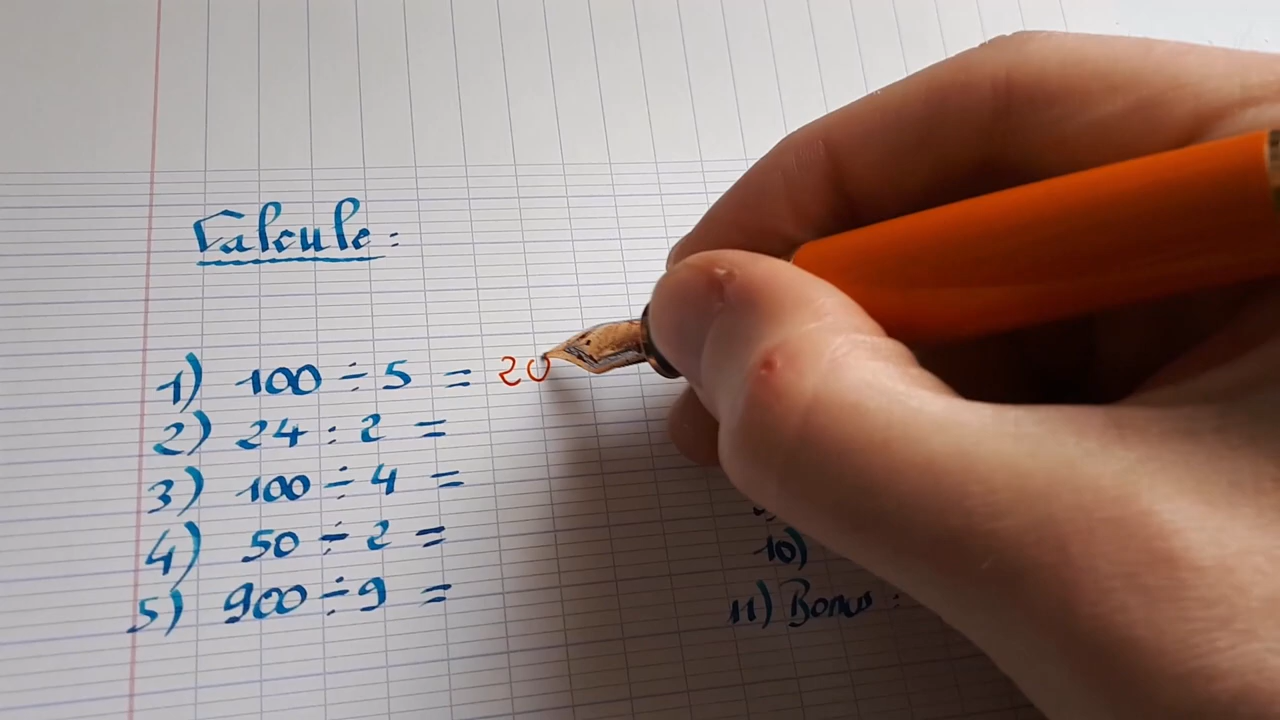 Calcule :
1) 100 ÷ 5 = 20
2) 24 : 2 =
3) 100 ÷ 4 =
4) 50 ÷ 2 =
5) 900 ÷ 9 =
10)
11) Bonus :